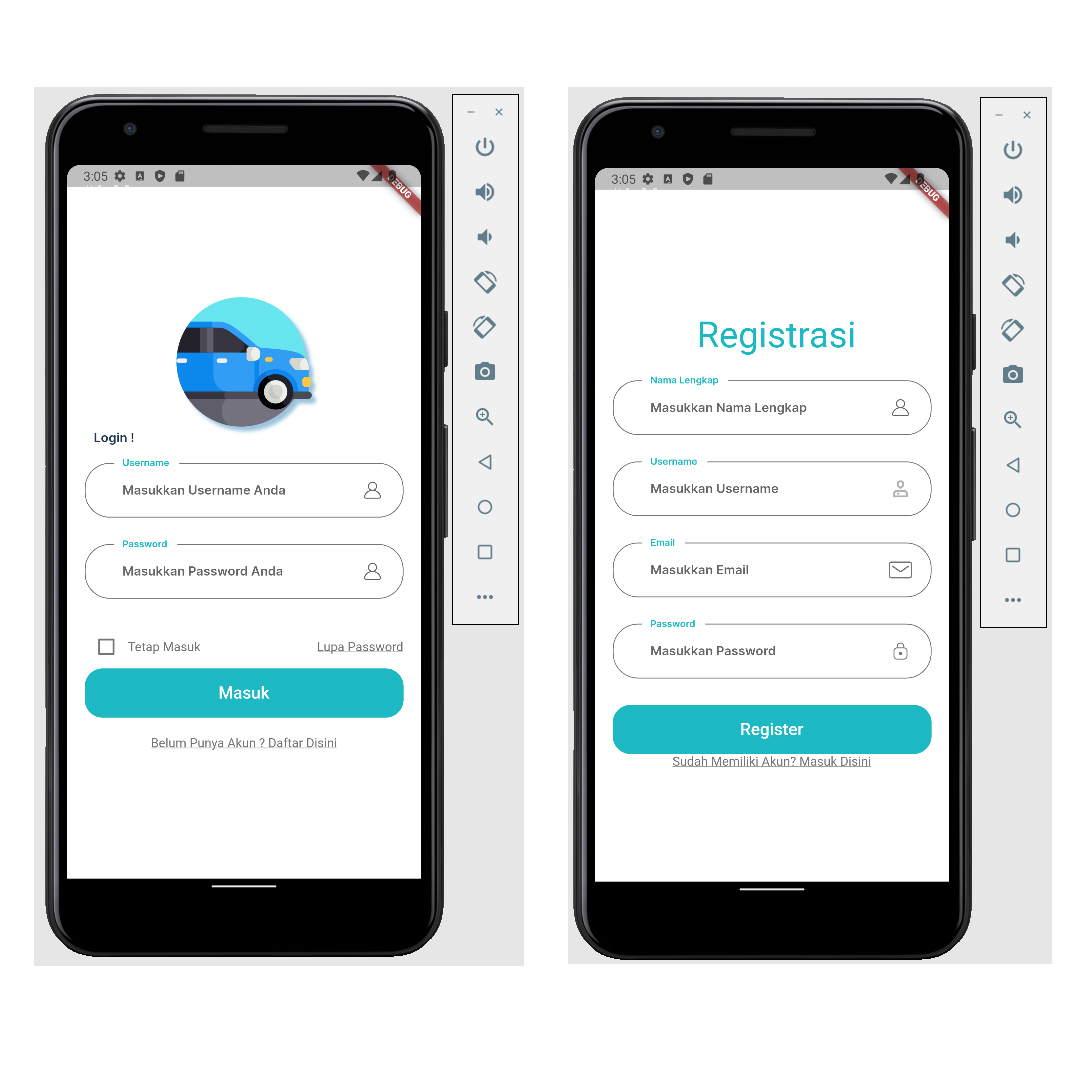 3:05
EBUG
Login !
Username
Masukkan Username Anda
Password
Masukkan Password Anda
Tetap Masuk
Lupa Password
Masuk
Belum Punya Akun ? Daftar Disini
3:05
EBUG
Registrasi
Nama Lengkap
Masukkan Nama Lengkap
Username
Masukkan Username
Email
Masukkan Email
Password
Masukkan Password
Register
Sudah Memiliki Akun? Masuk Disini